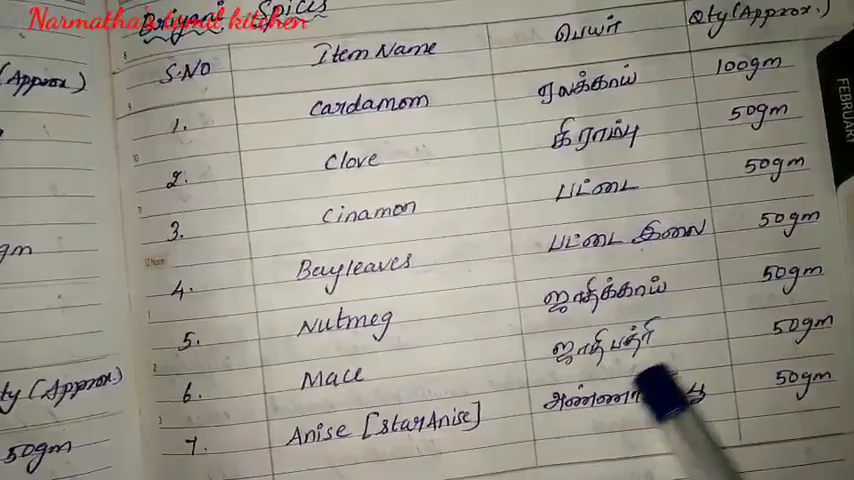 Narmatha's tamil kitchen
Briyani Spices
(Approx)
S.No Item Name பெயர் Qty (Approx.)
1. Cardamom ஏலக்காய் 100gm
2. Clove கிராம்பு 50gm
3. Cinamon பட்டை 50gm
4. Bayleaves பட்டை இலை 50gm
5. Nutmeg ஜாதிக்காய் 50gm
6. Mace ஜாதிபத்ரி 50gm
7. Anise [StarAnise] 50gm
gm
ty (Approx.)
50gm
FEBRUARY